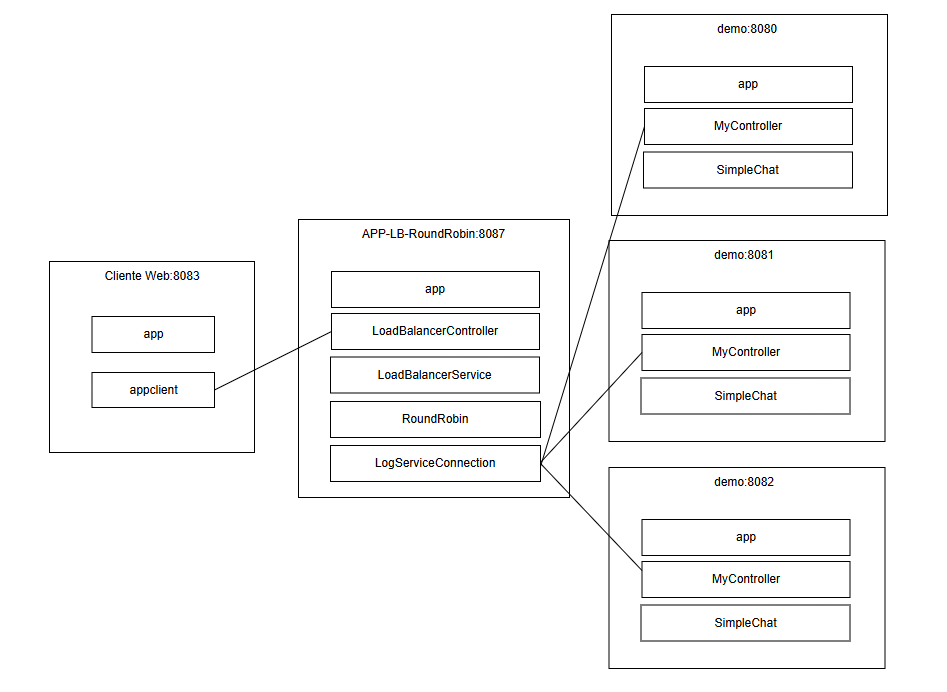 Cliente Web:8083
app
appclient
APP-LB-RoundRobin:8087
app
LoadBalancerController
LoadBalancerService
RoundRobin
LogServiceConnection
demo:8080
app
MyController
SimpleChat
demo:8081
app
MyController
SimpleChat
demo:8082
app
MyController
SimpleChat